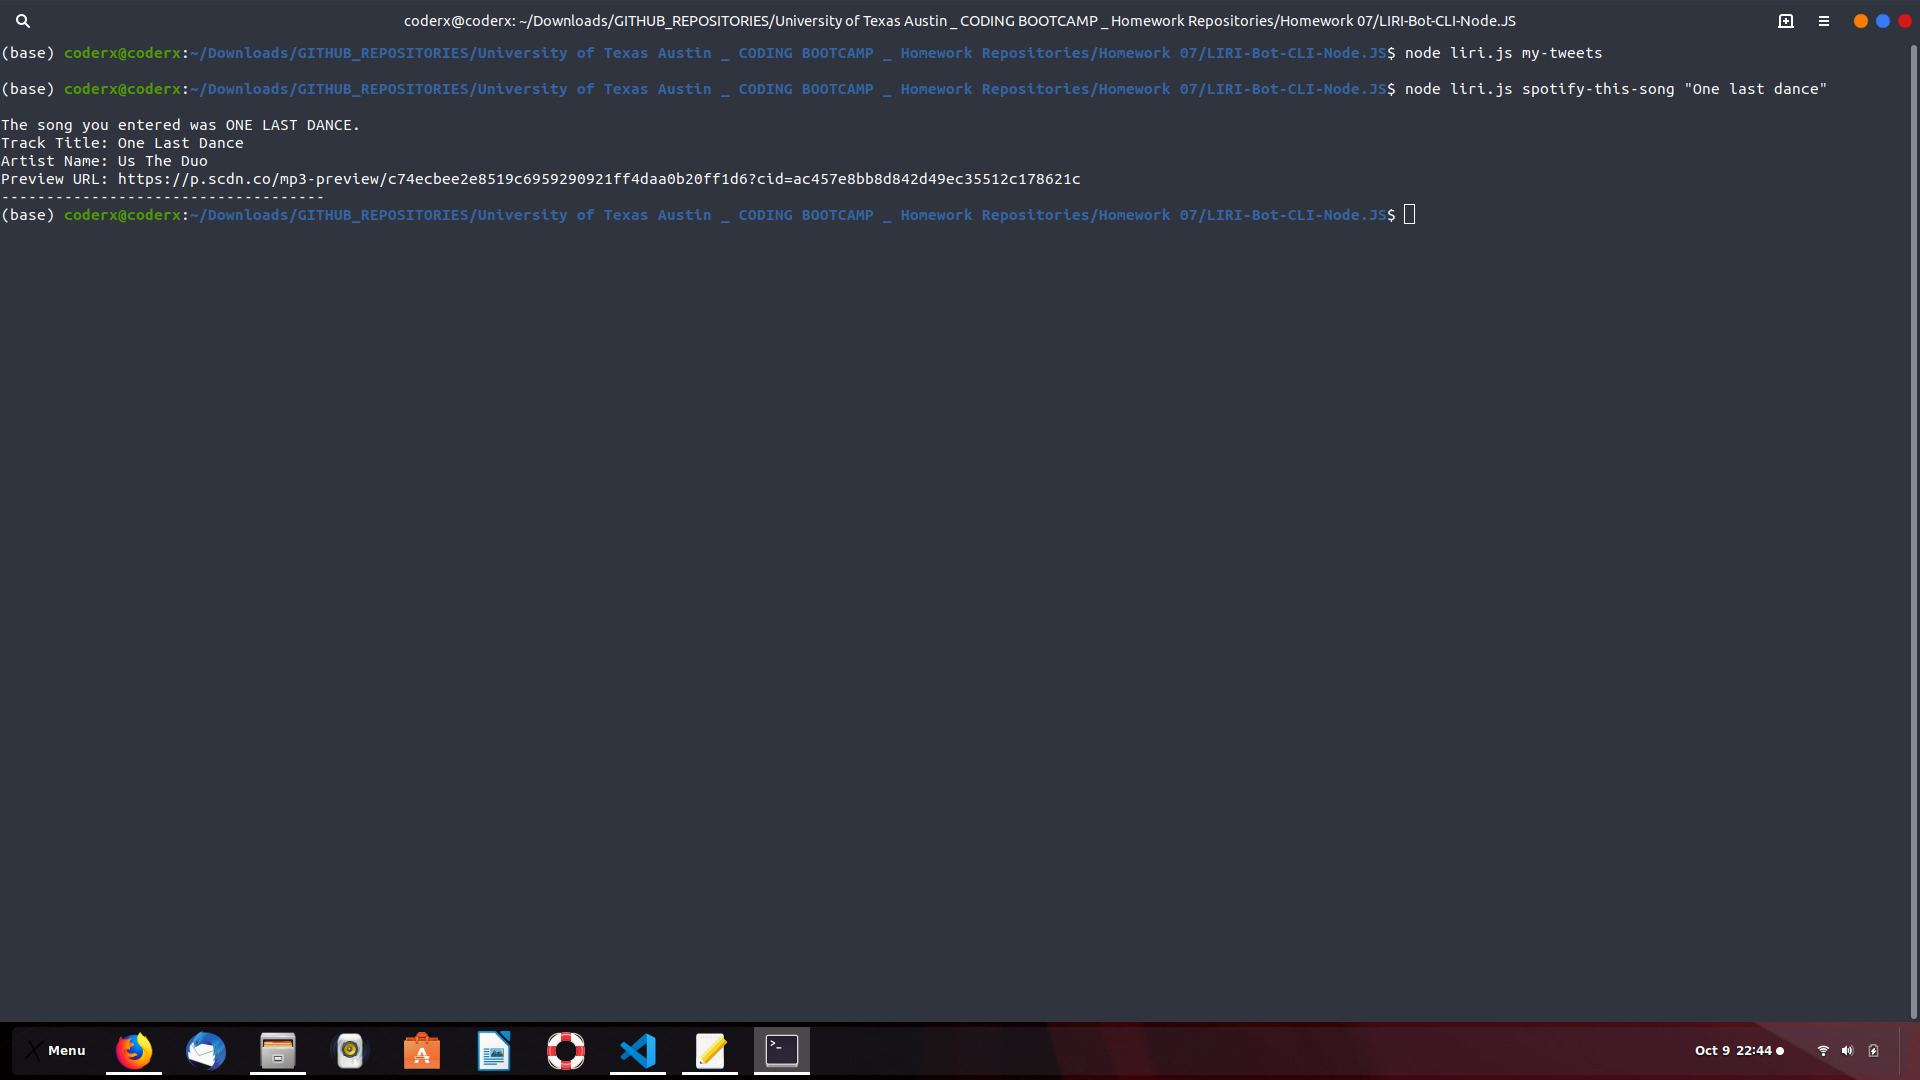 coderx@coderx: ~/Downloads/GITHUB_REPOSITORIES/University of Texas Austin _ CODING BOOTCAMP _ Homework Repositories/Homework 07/LIRI-Bot-CLI-Node.JS
(base) coderx@coderx:~/Downloads/GITHUB_REPOSITORIES/University of Texas Austin _ CODING BOOTCAMP _ Homework Repositories/Homework 07/LIRI-Bot-CLI-Node.JS$ node liri.js my-tweets
(base) coderx@coderx:~/Downloads/GITHUB_REPOSITORIES/University of Texas Austin _ CODING BOOTCAMP _ Homework Repositories/Homework 07/LIRI-Bot-CLI-Node.JS$ node liri.js spotify-this-song "One last dance"
The song you entered was ONE LAST DANCE.
Track Title: One Last Dance
Artist Name: Us The Duo
Preview URL: https://p.scdn.co/mp3-preview/c74ecbee2e8519c6959290921ff4daa0b20ff1d6?cid=ac457e8bb8d842d49ec35512c178621c
------------------------------------
(base) coderx@coderx:~/Downloads/GITHUB_REPOSITORIES/University of Texas Austin _ CODING BOOTCAMP _ Homework Repositories/Homework 07/LIRI-Bot-CLI-Node.JS$
Menu
Oct 9 22:44